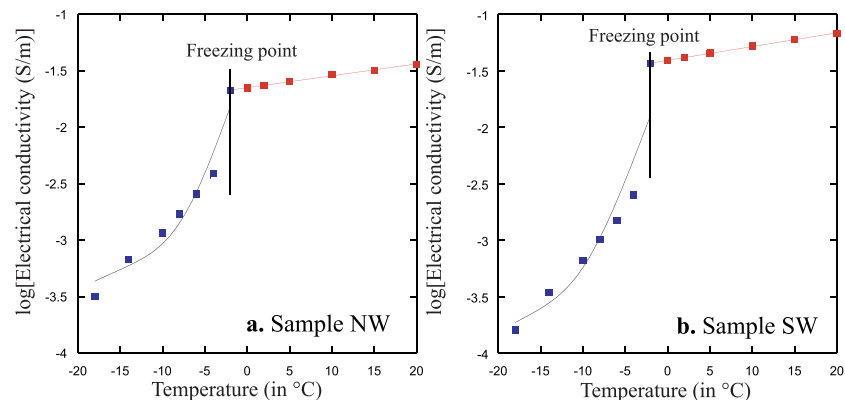 log[Electrical conductivity (S/m)]
-1
-1.5
-2
-2.5
-3
-3.5
-4
Freezing point
a. Sample NW
-20 -15 -10 -5 0 5 10 15 20
Temperature (in °C)
log[Electrical conductivity (S/m)]
-1
-1.5
-2
-2.5
-3
-3.5
-4
Freezing point
b. Sample SW
-20 -15 -10 -5 0 5 10 15 20
Temperature (in °C)